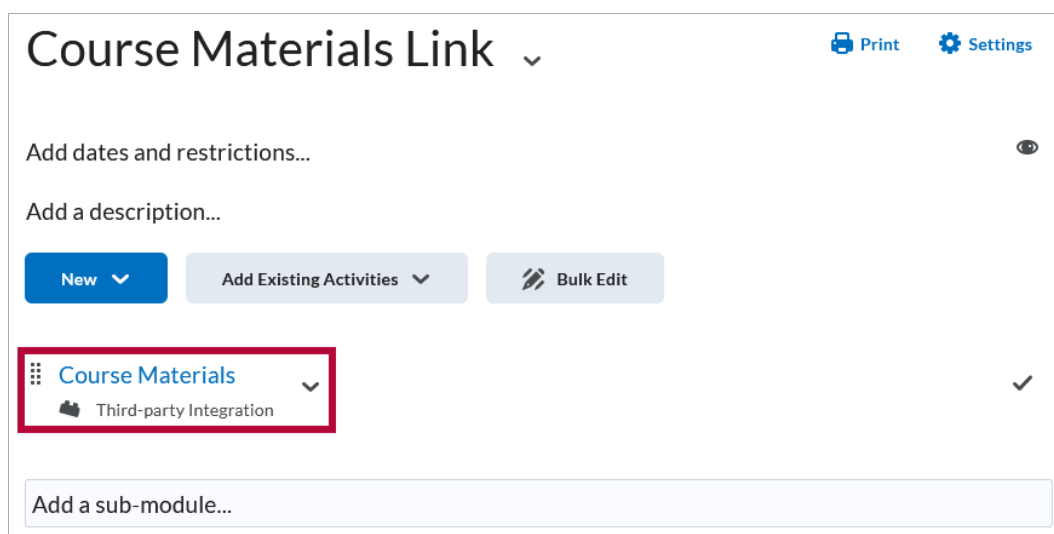 Course Materials Link
Print
Settings
Add dates and restrictions...
Add a description...
New
Add Existing Activities
Bulk Edit
Course Materials
Third-party Integration
Add a sub-module...